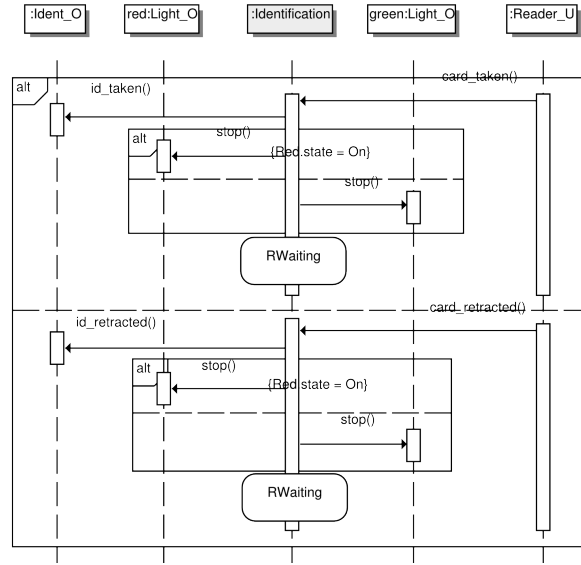 :Ident_O red:Light_O :Identification green:Light_O :Reader_U
alt
card_taken()
id_taken()
alt
stop()
{Red.state = On}
stop()
RWaiting
card_retracted()
id_retracted()
alt
stop()
{Red.state = On}
stop()
RWaiting